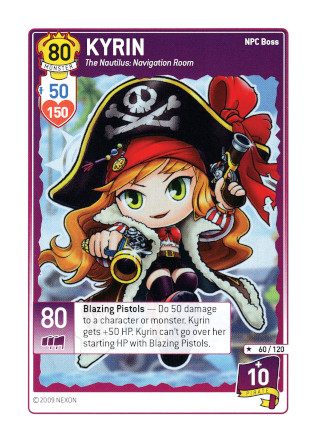 80
MONSTER
KYRIN
NPC Boss
The Nautilus: Navigation Room
50
150
80
Blazing Pistols — Do 50 damage
to a character or monster. Kyrin
gets +50 HP. Kyrin can't go over her
starting HP with Blazing Pistols.
★ 60 / 120
+
10
PIRATE
© 2009 NEXON